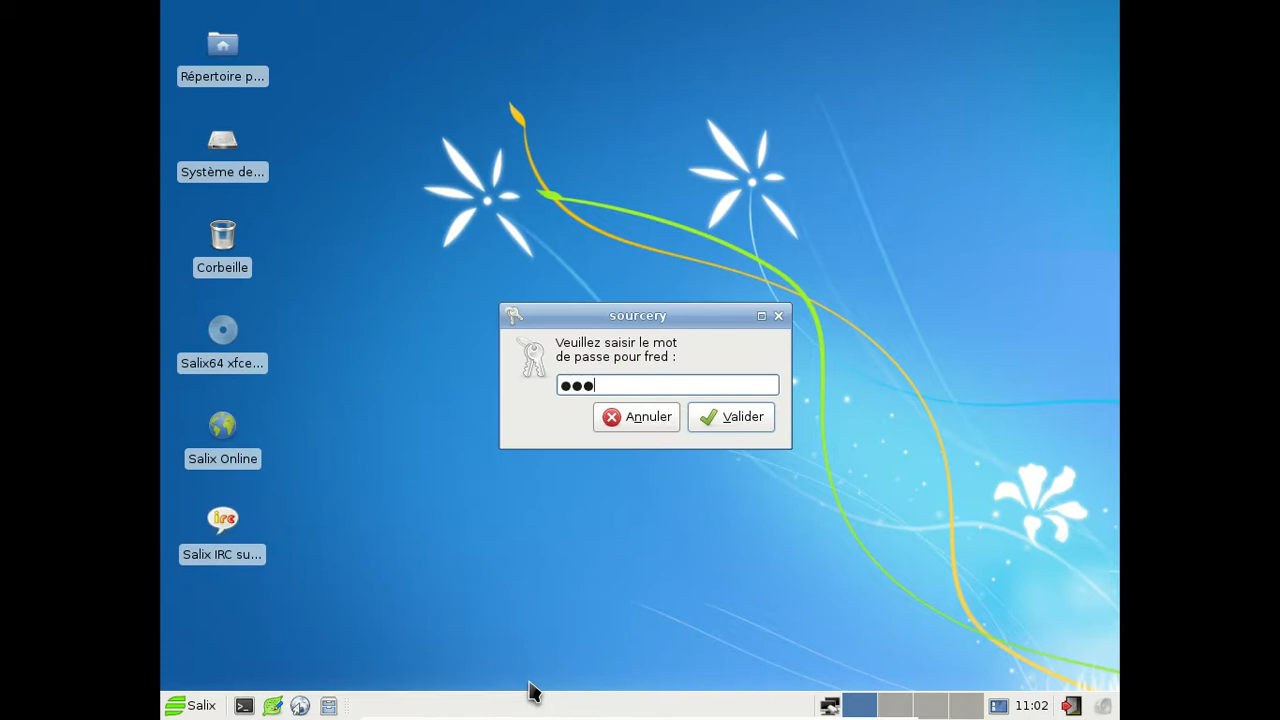 Répertoire p...
Système de...
Corbeille
Salix64 xfce...
Salix Online
irc
Salix IRC su...
sourcery
Veuillez saisir le mot
de passe pour fred :
Annuler
Valider
Salix
11:02